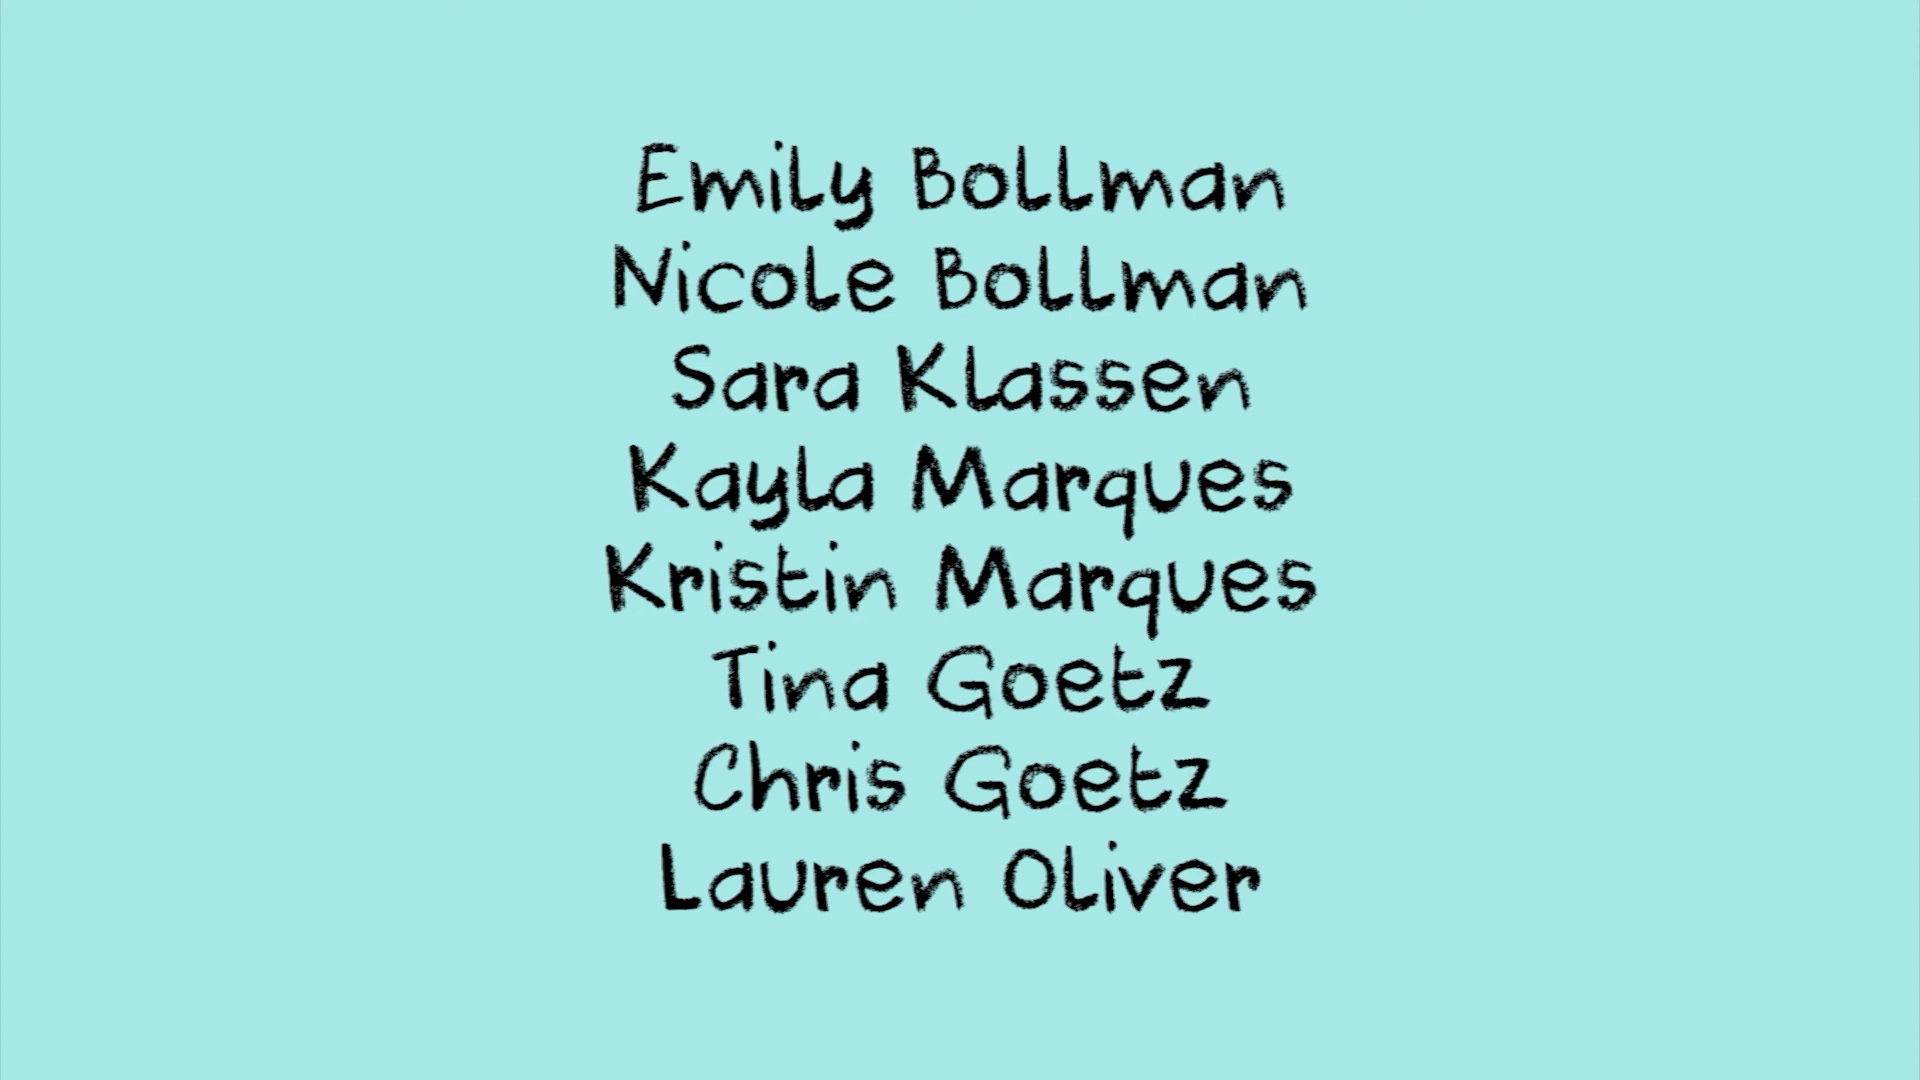 Emily Bollman
Nicole Bollman
Sara Klassen
Kayla Marques
Kristin Marques
Tina Goetz
Chris Goetz
Lauren Oliver